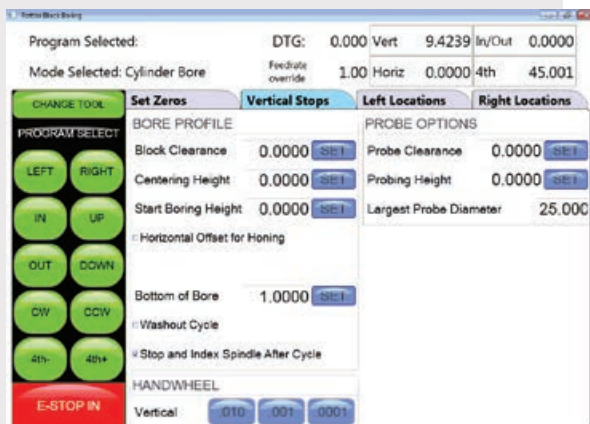 Rottler Block Boring
Program Selected: DTG: 0.000 Vert 9.4239 In/Out 0.0000
Mode Selected: Cylinder Bore Feedrate override 1.00 Horiz 0.0000 4th 45.001
CHANGE TOOL Set Zeros Vertical Stops Left Locations Right Locations
PROGRAM SELECT BORE PROFILE PROBE OPTIONS
Block Clearance 0.0000 SET Probe Clearance 0.0000 SET
LEFT RIGHT Centering Height 0.0000 SET Probing Height 0.0000 SET
IN UP Start Boring Height 0.0000 SET Largest Probe Diameter 25.000
Horizontal Offset for Honing
OUT DOWN
Bottom of Bore 1.0000 SET
CW CCW Washout Cycle
4th- 4th+ Stop and Index Spindle After Cycle
HANDWHEEL
E-STOP IN Vertical .010 .001 .0001